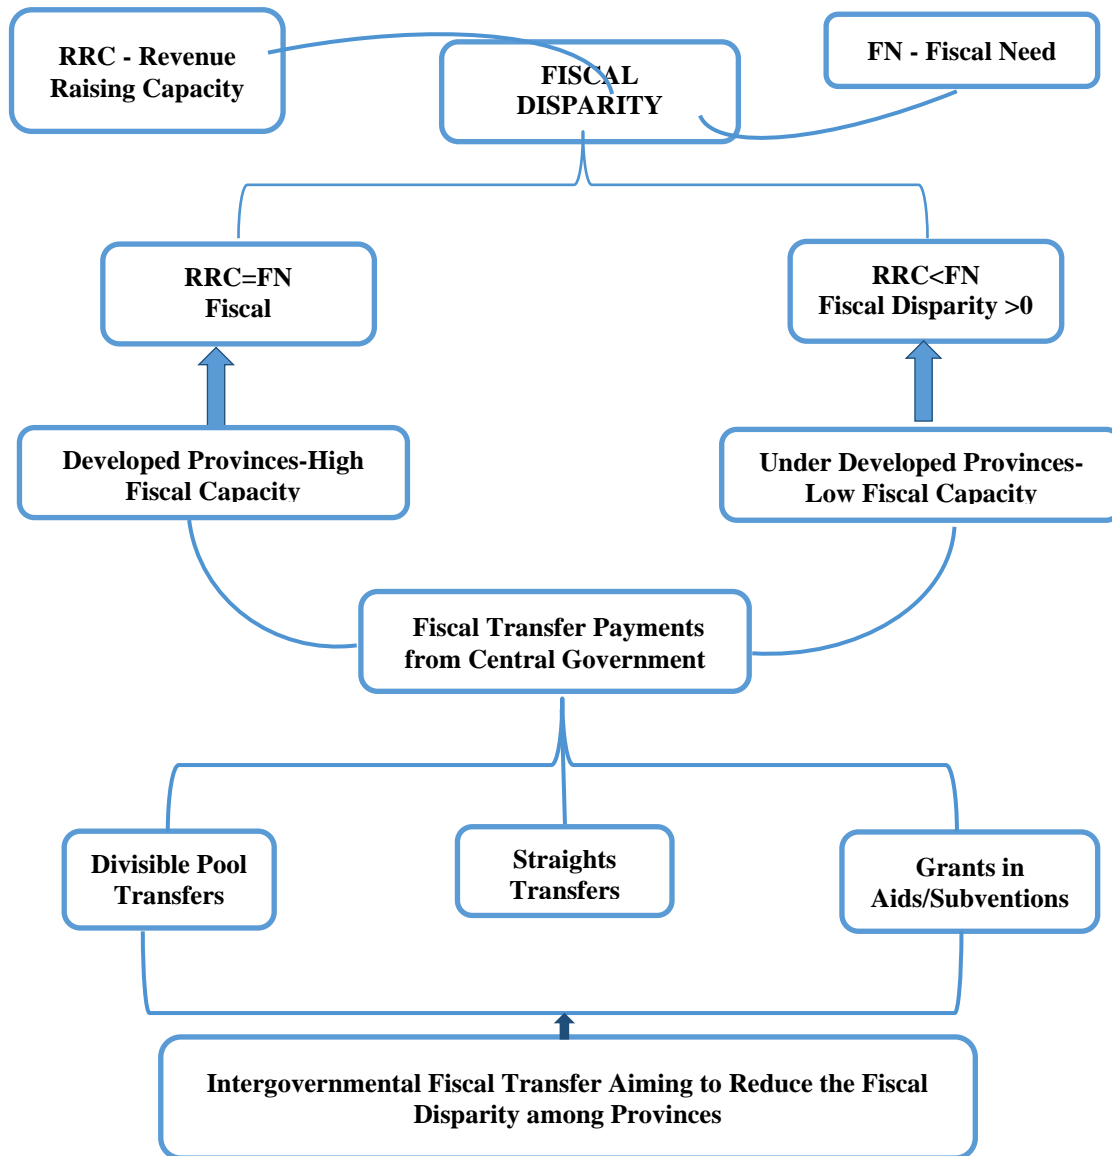 RRC - Revenue
Raising Capacity
FISCAL
DISPARITY
FN - Fiscal Need
RRC=FN
Fiscal
RRC<FN
Fiscal Disparity >0
Developed Provinces-High
Fiscal Capacity
Under Developed Provinces-
Low Fiscal Capacity
Fiscal Transfer Payments
from Central Government
Divisible Pool
Transfers
Straights
Transfers
Grants in
Aids/Subventions
Intergovernmental Fiscal Transfer Aiming to Reduce the Fiscal
Disparity among Provinces